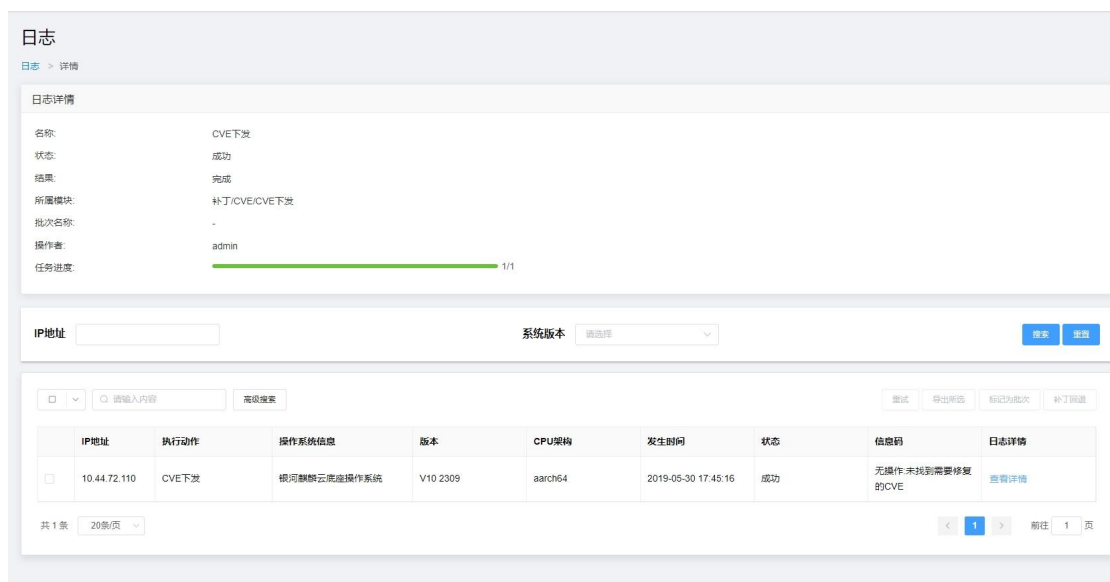 日志
日志 > 详情
日志详情
名称: CVE下发
状态: 成功
结果: 完成
所属模块: 补丁/CVE/CVE下发
批次名称: -
操作者: admin
任务进度: 1/1
IP地址 系统版本 请选择 搜索 重置
请输入内容 高级搜索 重试 导出所选 标记为批次 补丁回退
IP地址 执行动作 操作系统信息 版本 CPU架构 发生时间 状态 信息码 日志详情
10.44.72.110 CVE下发 银河麒麟云底座操作系统 V10 2309 aarch64 2019-05-30 17:45:16 成功 无操作:未找到需要修复
的CVE 查看详情
共 1 条 20条/页 < 1 > 前往 1 页